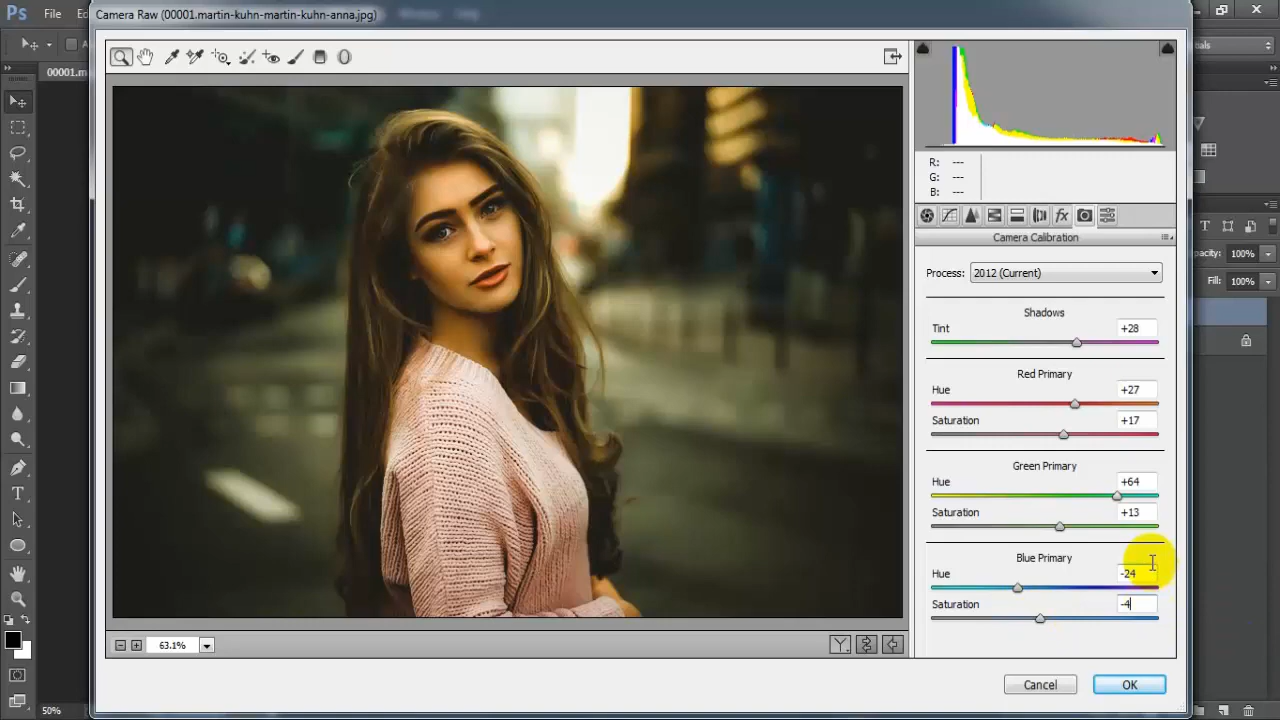 Camera Raw (00001.martin-kuhn-martin-kuhn-anna.jpg)
Ps File
00001.m
R: ---
G: ---
B: ---
fx
Camera Calibration
Process: 2012 (Current)
Shadows
Tint +28
Red Primary
Hue +27
Saturation +17
Green Primary
Hue +64
Saturation +13
Blue Primary
Hue -24
Saturation -4
63.1%
Y
Cancel OK
50%
T
als
T
pacity: 100%
Fill: 100%